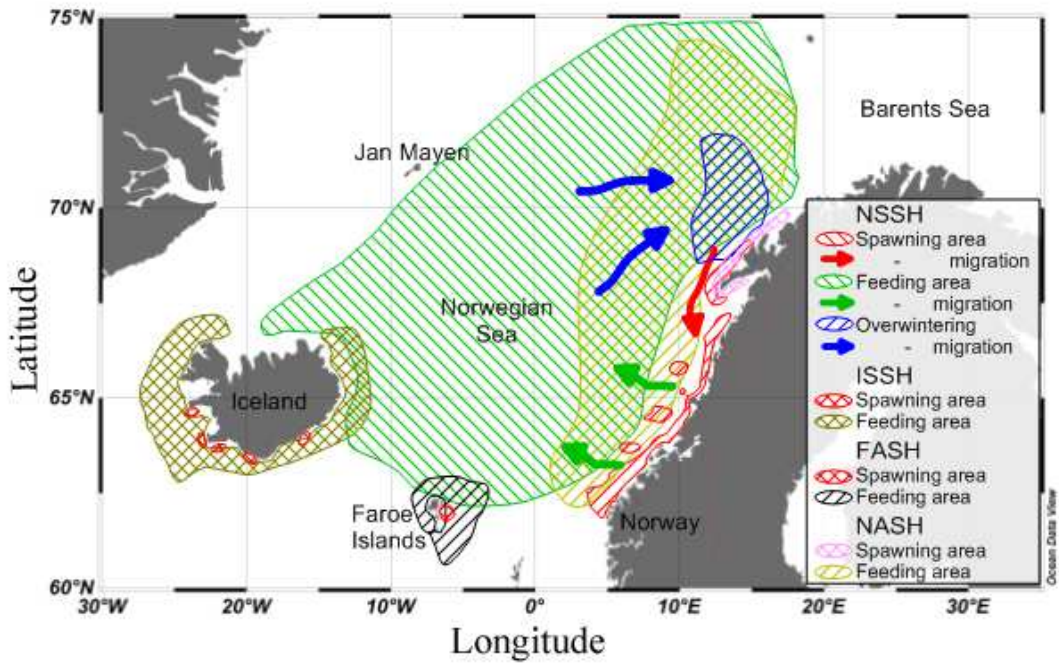 75°N
Barents Sea
Jan Mayen
70°N
NSSH
Spawning area
- migration
Feeding area
- migration
Overwintering
- migration
Norwegian
Sea
Latitude
ISSH
Spawning area
Feeding area
65°N
Iceland
FASH
Spawning area
Feeding area
Faroe
Islands
Norway
NASH
Spawning area
Feeding area
Ocean Data View
60°N
30°W
20°W
10°W
0°
10°E
20°E
30°E
Longitude